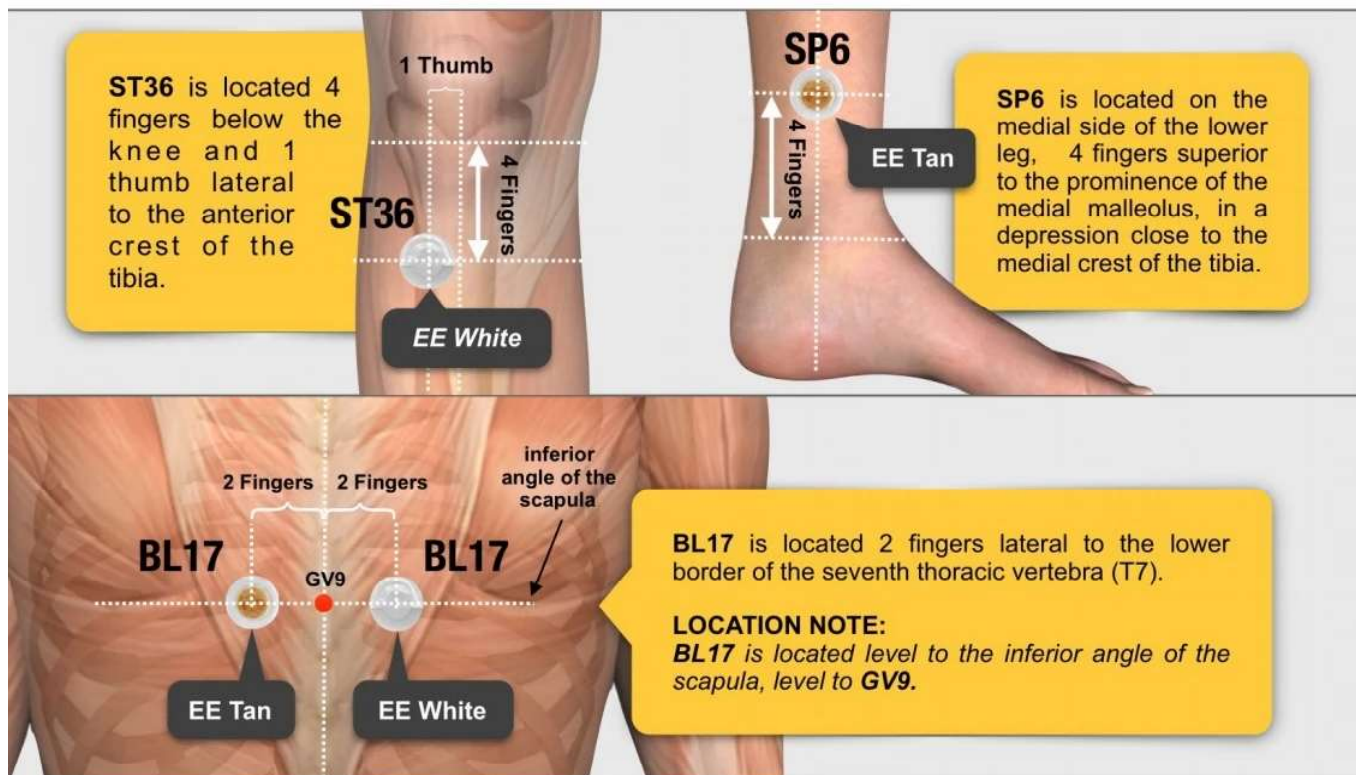 ST36 is located 4
fingers below the
knee and 1
thumb lateral
to the anterior
crest of the
tibia.
1 Thumb
4 Fingers
ST36
EE White
SP6
4 Fingers
EE Tan
SP6 is located on the
medial side of the lower
leg, 4 fingers superior
to the prominence of the
medial malleolus, in a
depression close to the
medial crest of the tibia.
2 Fingers
2 Fingers
inferior
angle of the
scapula
BL17
GV9
BL17
EE Tan
EE White
BL17 is located 2 fingers lateral to the lower
border of the seventh thoracic vertebra (T7).
LOCATION NOTE:
BL17 is located level to the inferior angle of the
scapula, level to GV9.